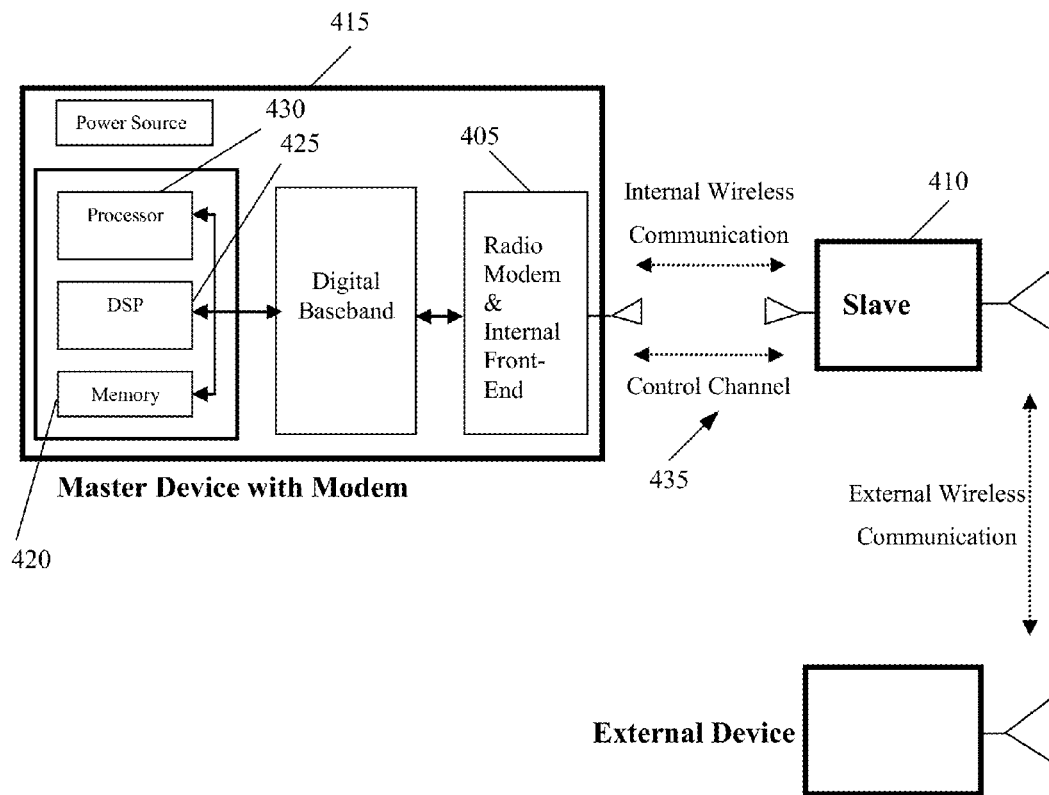 415
430
425
405
410
Power Source
Processor
DSP
Memory
Digital
Baseband
Radio
Modem
&
Internal
Front-
End
Internal Wireless
Communication
Control Channel
Slave
435
Master Device with Modem
420
External Wireless
Communication
External Device